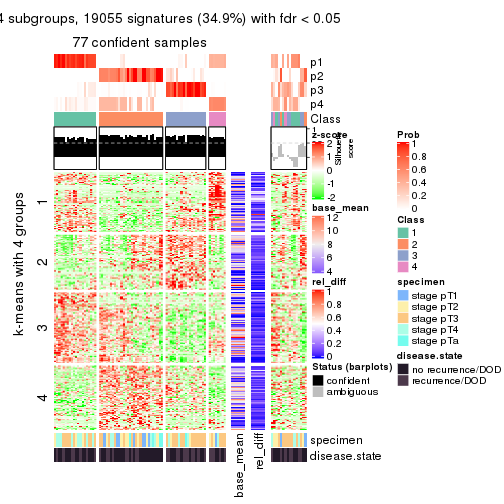 4 subgroups, 19055 signatures (34.9%) with fdr < 0.05
77 confident samples
p1
p2
p3
p4
Class
1
Silhouette
score
k-means with 4 groups
1
2
3
4
specimen
disease.state
base_mean
rel_diff
z-score
2
1
0
-1
-2
base_mean
12
10
8
6
4
rel_diff
1
0.8
0.6
0.4
0.2
0
Status (barplots)
confident
ambiguous
Prob
1
0.8
0.6
0.4
0.2
0
Class
1
2
3
4
specimen
stage pT1
stage pT2
stage pT3
stage pT4
stage pTa
disease.state
no recurrence/DOD
recurrence/DOD